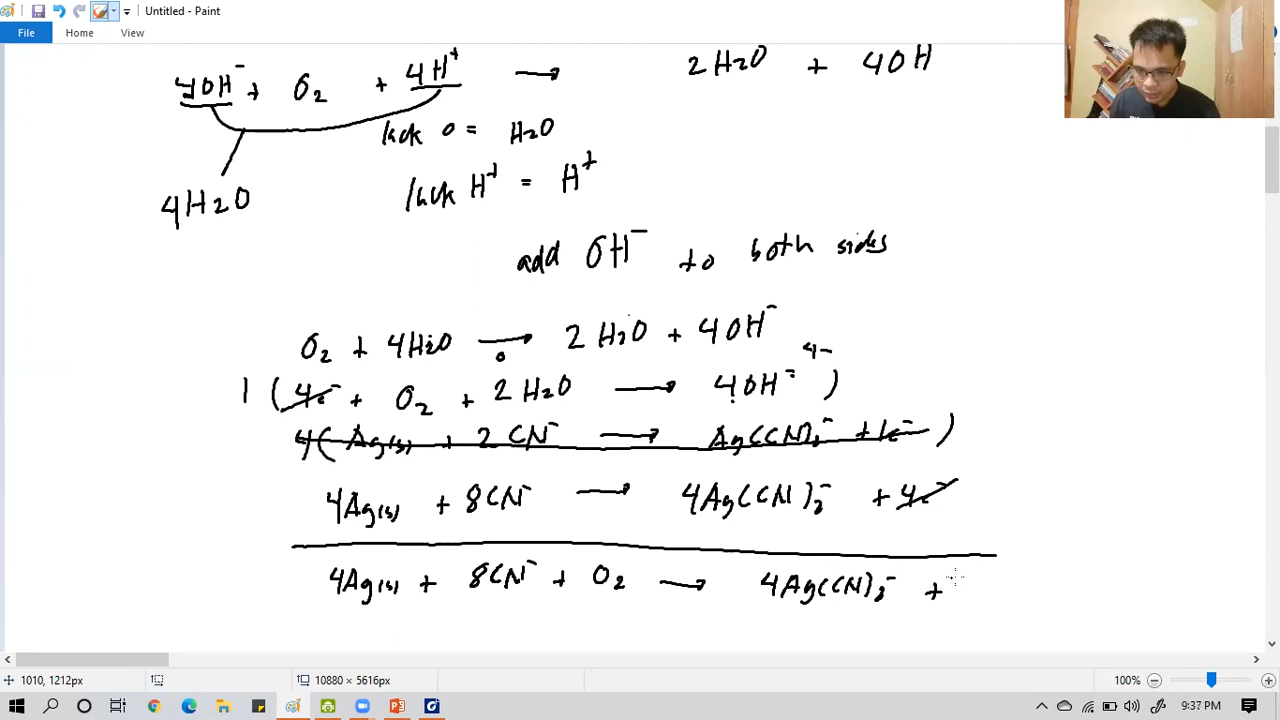 Untitled - Paint
File Home View
4OH⁻ + O₂ + 4H⁺ → 2H₂O + 4OH
lack O = H₂O
lack H⁺ = H⁺
4H₂O
add OH⁻ to both sides
O₂ + 4H₂O → 2H₂O + 4OH⁻
4-
1 ( 4e⁻ + O₂ + 2H₂O → 4OH⁻ )
4( Ag(s) + 2CN⁻ → Ag(CN)₂⁻ + 1e⁻ )
4Ag(s) + 8CN⁻ → 4Ag(CN)₂⁻ + 4e⁻
4Ag(s) + 8CN⁻ + O₂ → 4Ag(CN)₂⁻ +
1010, 1212px 10880 × 5616px 100%
9:37 PM